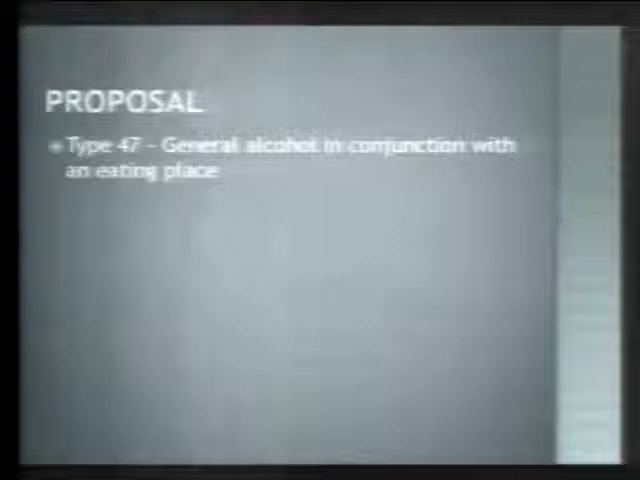 PROPOSAL
Type 47 - General alcohol in conjunction with
an eating place